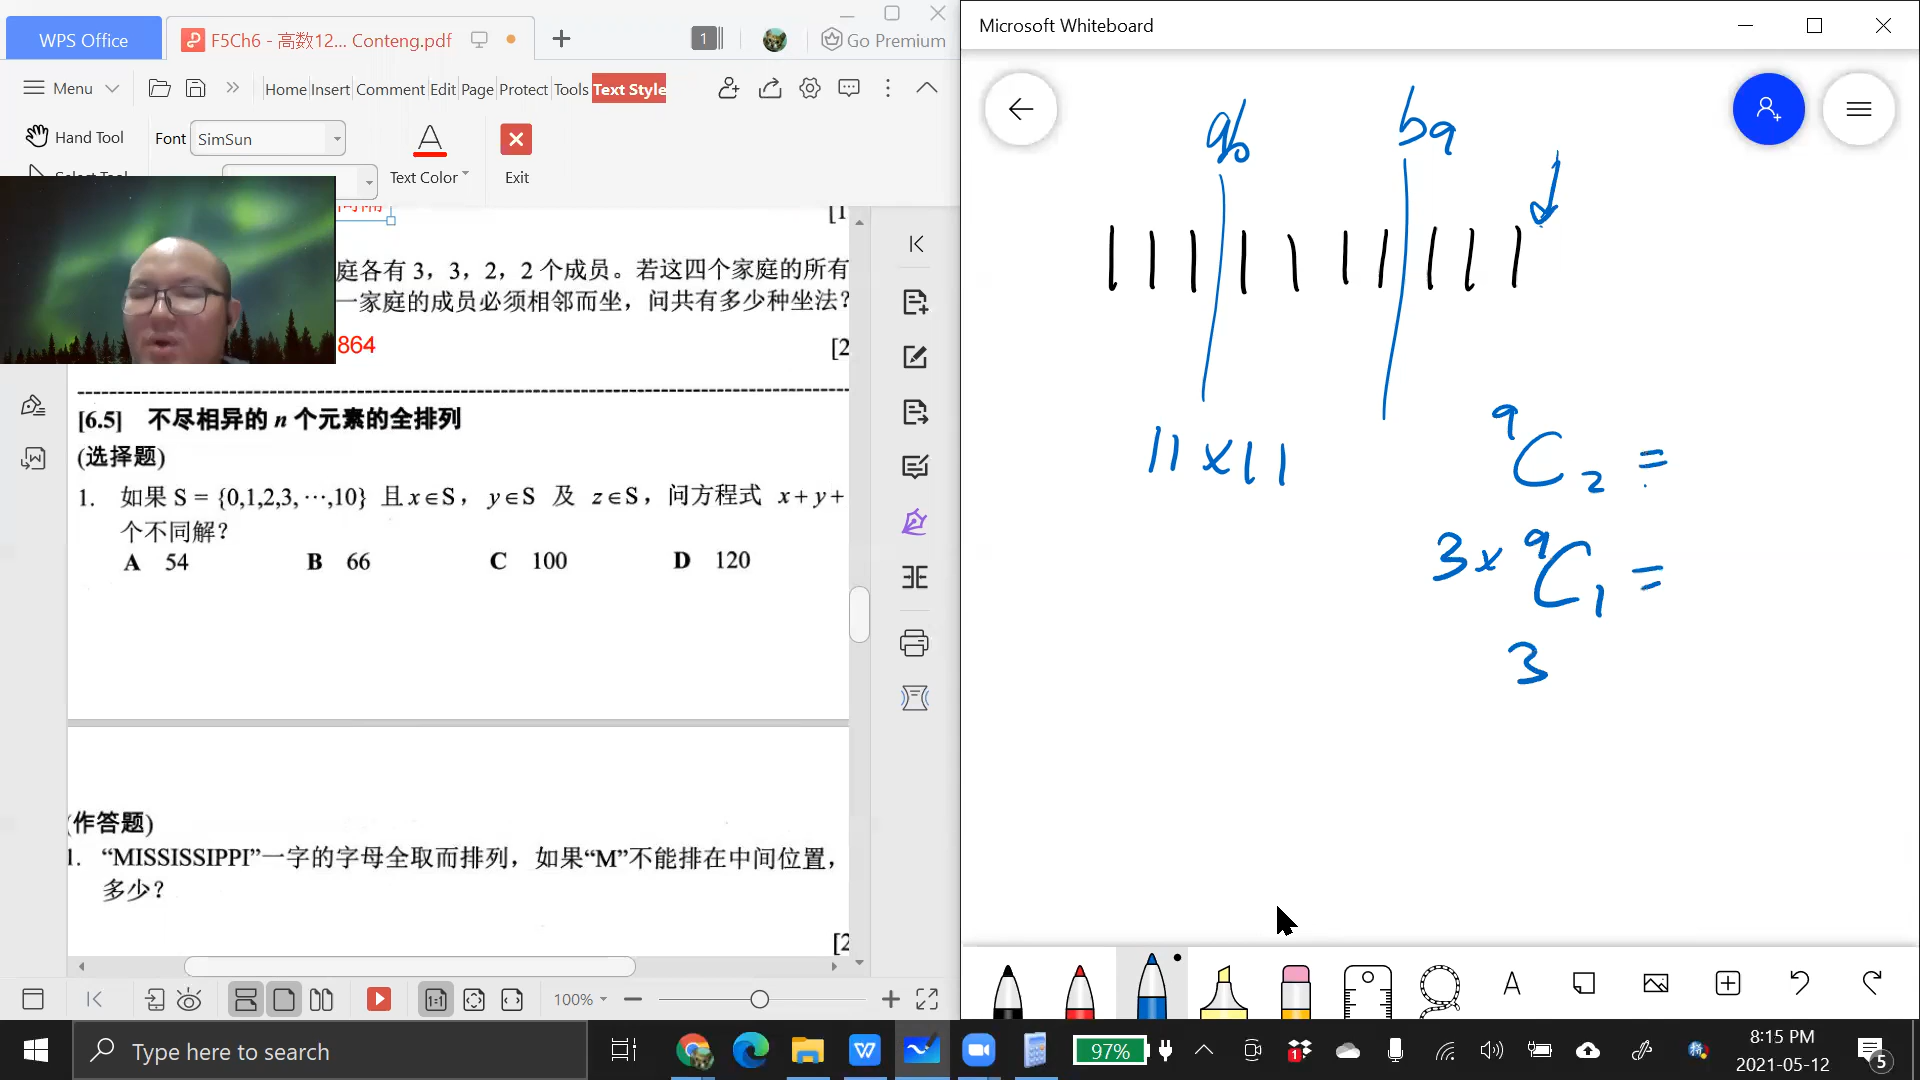 WPS Office
F5Ch6 - 高数12... Conteng.pdf
1
Go Premium
Menu
Home Insert Comment Edit Page Protect Tools Text Style
Hand Tool
Font SimSun
Text Color
Exit
间隔
庭各有 3，3，2，2 个成员。若这四个家庭的所有
一家庭的成员必须相邻而坐，问共有多少种坐法？
864
[2
[6.5] 不尽相异的 n 个元素的全排列
(选择题)
1. 如果 S = {0,1,2,3, ⋯,10} 且 x∈S， y∈S 及 z∈S，问方程式 x+y+
个不同解？
A 54 B 66 C 100 D 120
(作答题)
1. “MISSISSIPPI”一字的字母全取而排列，如果“M”不能排在中间位置，
多少？
[2
100%
Microsoft Whiteboard
ab
ba
11 x 11
9C2 =
3 x 9C1 =
3
Type here to search
97%
8:15 PM
2021-05-12
5